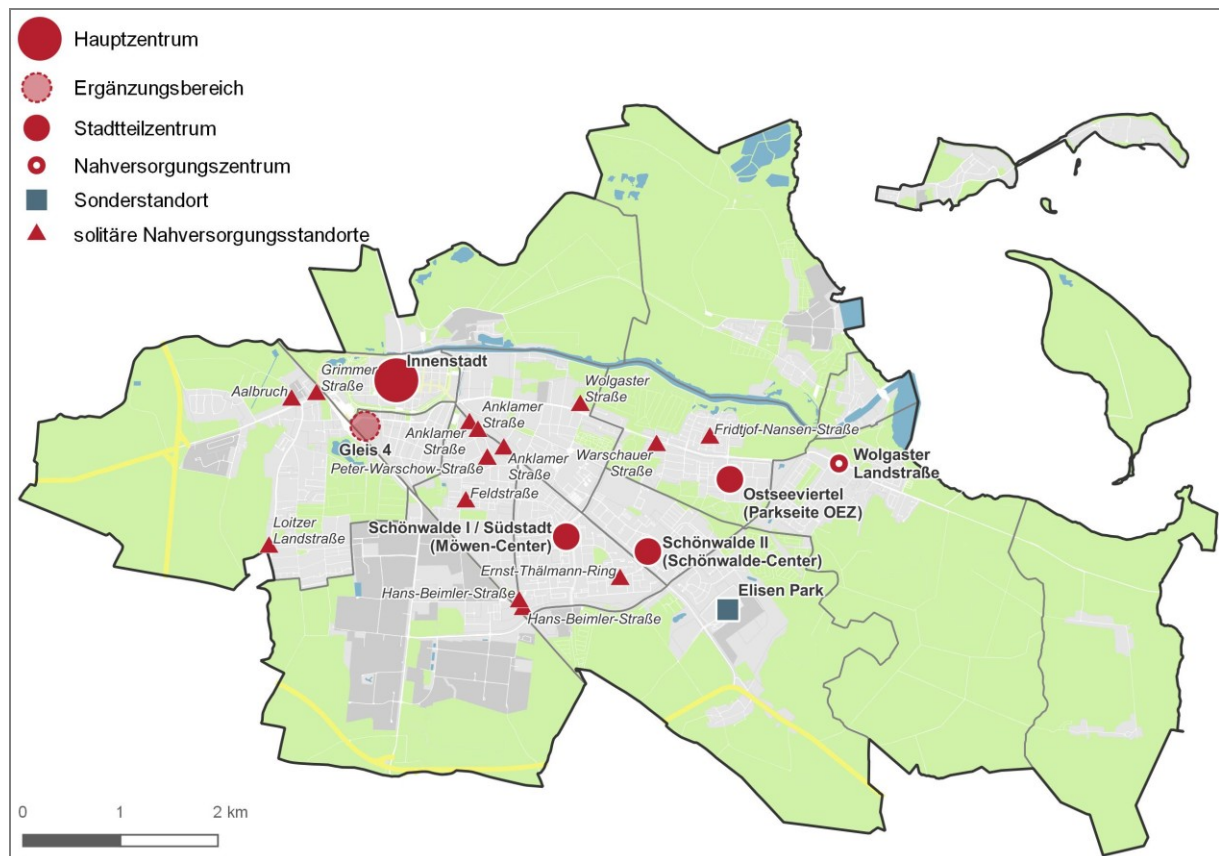 Hauptzentrum
Ergänzungsbereich
Stadtteilzentrum
Nahversorgungszentrum
Sonderstandort
solitäre Nahversorgungsstandorte
Innenstadt
Grimmer
Straße
Aalbruch
Wolgaster
Straße
Anklamer
Straße
Fridtjof-Nansen-Straße
Anklamer
Straße
Gleis 4
Peter-Warschow-Straße
Anklamer
Straße
Warschauer
Straße
Wolgaster
Landstraße
Feldstraße
Ostseeviertel
(Parkseite OEZ)
Loitzer
Landstraße
Schönwalde I / Südstadt
(Möwen-Center)
Schönwalde II
(Schönwalde-Center)
Ernst-Thälmann-Ring
Elisen Park
Hans-Beimler-Straße
Hans-Beimler-Straße
0 1 2 km